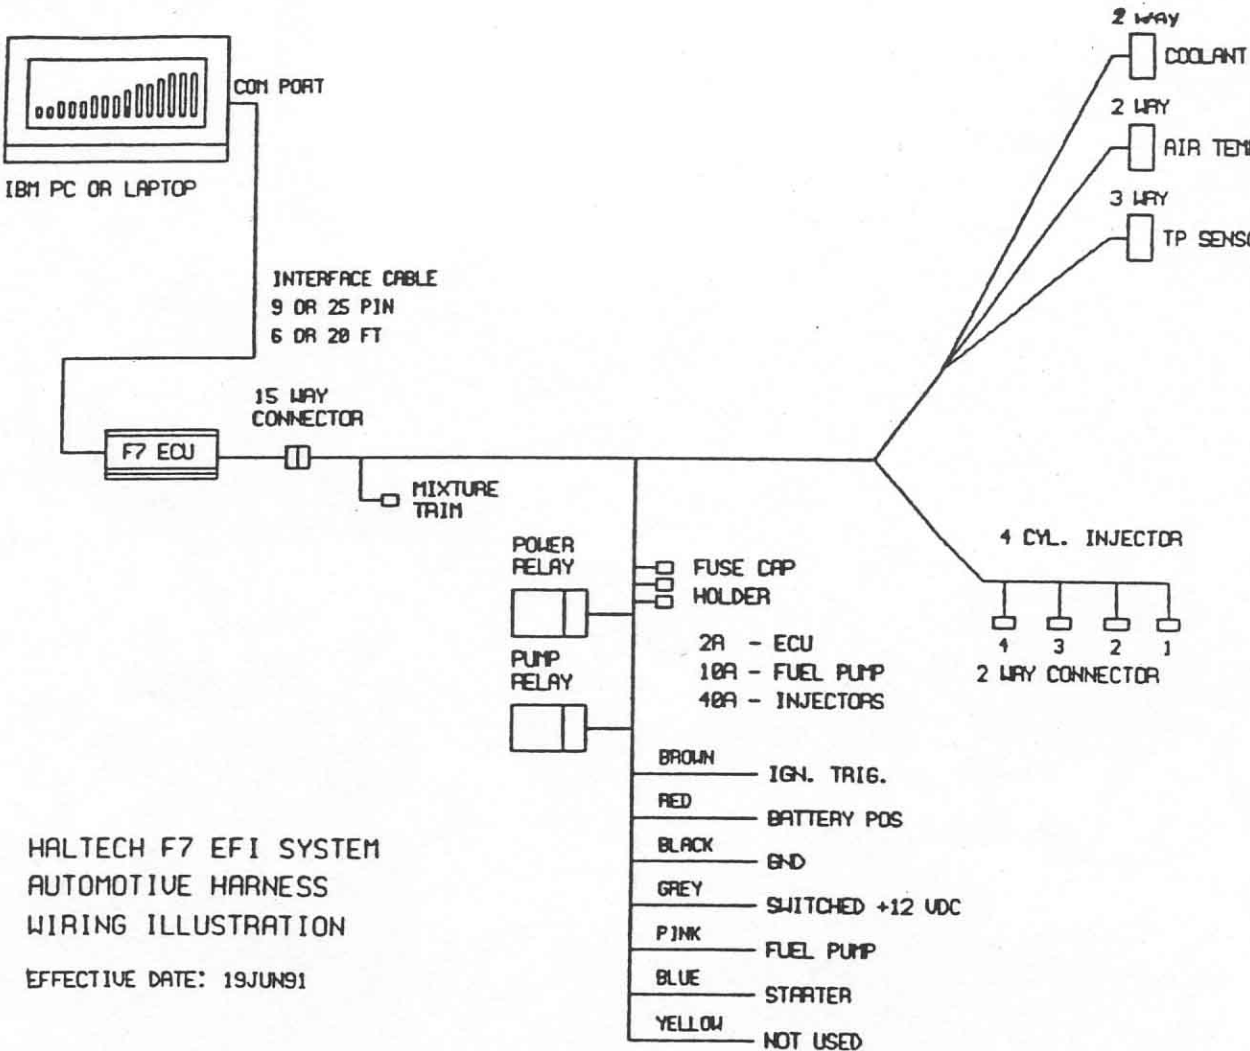 2 WAY
COOLANT
COM PORT
2 WAY
AIR TEM
IBM PC OR LAPTOP
3 WAY
TP SENS
INTERFACE CABLE
9 OR 25 PIN
6 OR 20 FT
15 WAY
CONNECTOR
F7 ECU
MIXTURE
TRIM
POWER
RELAY
FUSE CAP
HOLDER
4 CYL. INJECTOR
4 3 2 1
2 WAY CONNECTOR
2A - ECU
10A - FUEL PUMP
40A - INJECTORS
PUMP
RELAY
BROWN
IGN. TRIG.
RED
BATTERY POS
BLACK
GND
GREY
SWITCHED +12 VDC
PINK
FUEL PUMP
BLUE
STARTER
YELLOW
NOT USED
HALTECH F7 EFI SYSTEM
AUTOMOTIVE HARNESS
WIRING ILLUSTRATION
EFFECTIVE DATE: 19JUN91